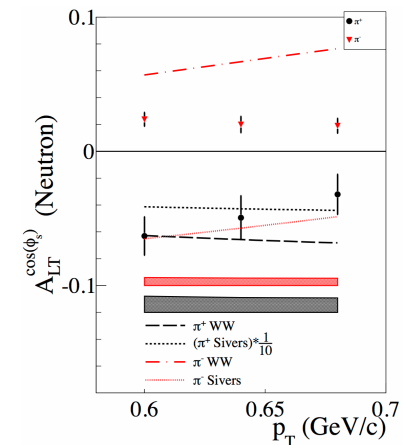 0.1
π⁺
π⁻
0
-0.1
A_LT^cos(ϕ_s) (Neutron)
π⁺ WW
(π⁺ Sivers)*1/10
π⁻ WW
π⁻ Sivers
0.6 0.65 0.7
p_T (GeV/c)